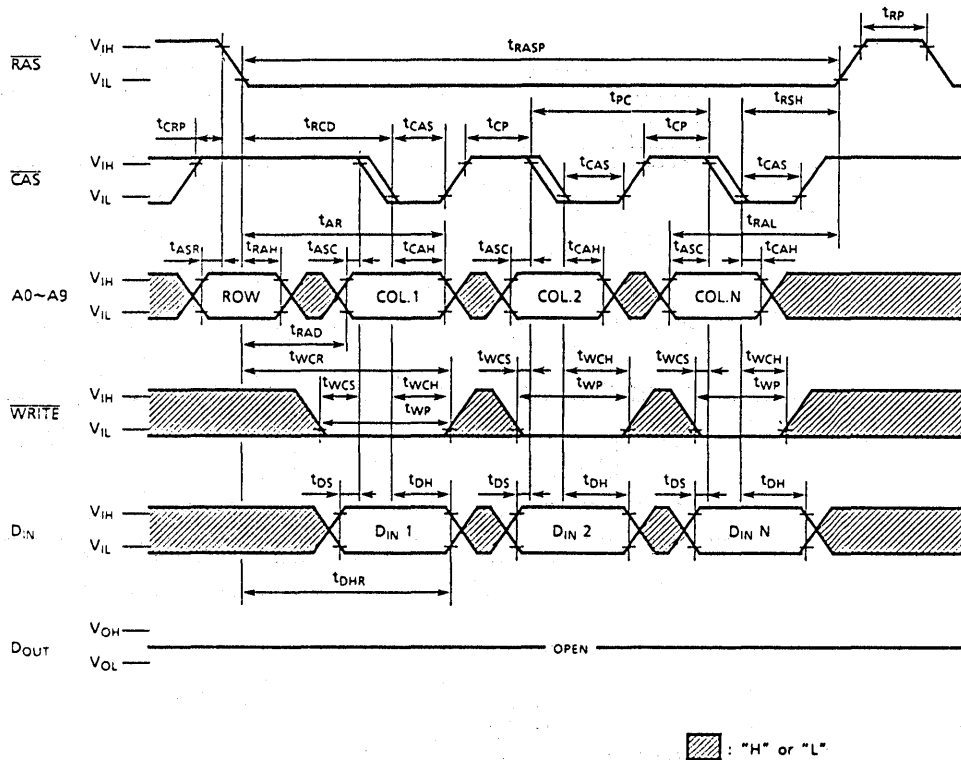 tRP
VIH
RAS
tRASP
VIL
tPC
tRSH
tCRP
tRCD
tCAS
tCP
tCP
VIH
CAS
tCAS
tCAS
VIL
tAR
tRAL
tASR
tRAH
tASC
tCAH
tASC
tCAH
tASC
tCAH
VIH
A0~A9
ROW
COL.1
COL.2
COL.N
VIL
tRAD
tWCR
tWCS
tWCH
tWCS
tWCH
tWCS
tWCH
VIH
WRITE
tWP
tWP
tWP
VIL
tDS
tDH
tDS
tDH
tDS
tDH
VIH
DIN
DIN 1
DIN 2
DIN N
VIL
tDHR
VOH
DOUT
OPEN
VOL
: "H" or "L"